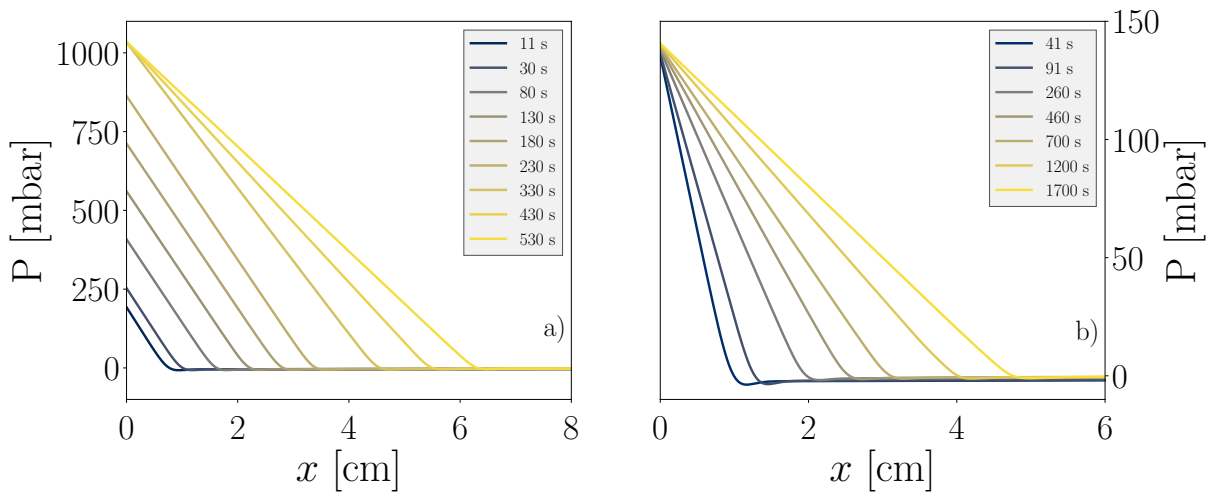 P [mbar]
1000
750
500
250
0
0 2 4 6 8
x [cm]
11 s
30 s
80 s
130 s
180 s
230 s
330 s
430 s
530 s
a)
41 s
91 s
260 s
460 s
700 s
1200 s
1700 s
b)
150
100
50
0
0 2 4 6
x [cm]
P [mbar]